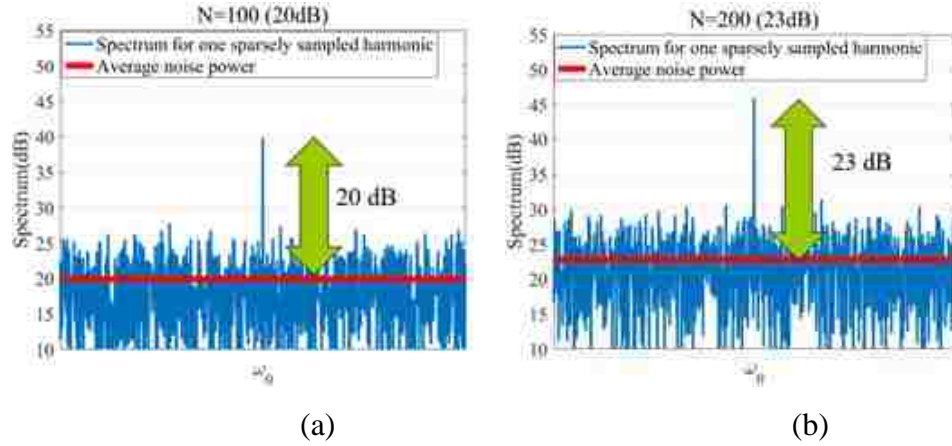 N=100 (20dB)
Spectrum for one sparsely sampled harmonic
Average noise power
Spectrum(dB)
55
50
45
40
35
30
25
20
15
10
20 dB
ω₀
(a)
N=200 (23dB)
Spectrum for one sparsely sampled harmonic
Average noise power
Spectrum(dB)
55
50
45
40
35
30
25
20
15
10
23 dB
ω₀
(b)